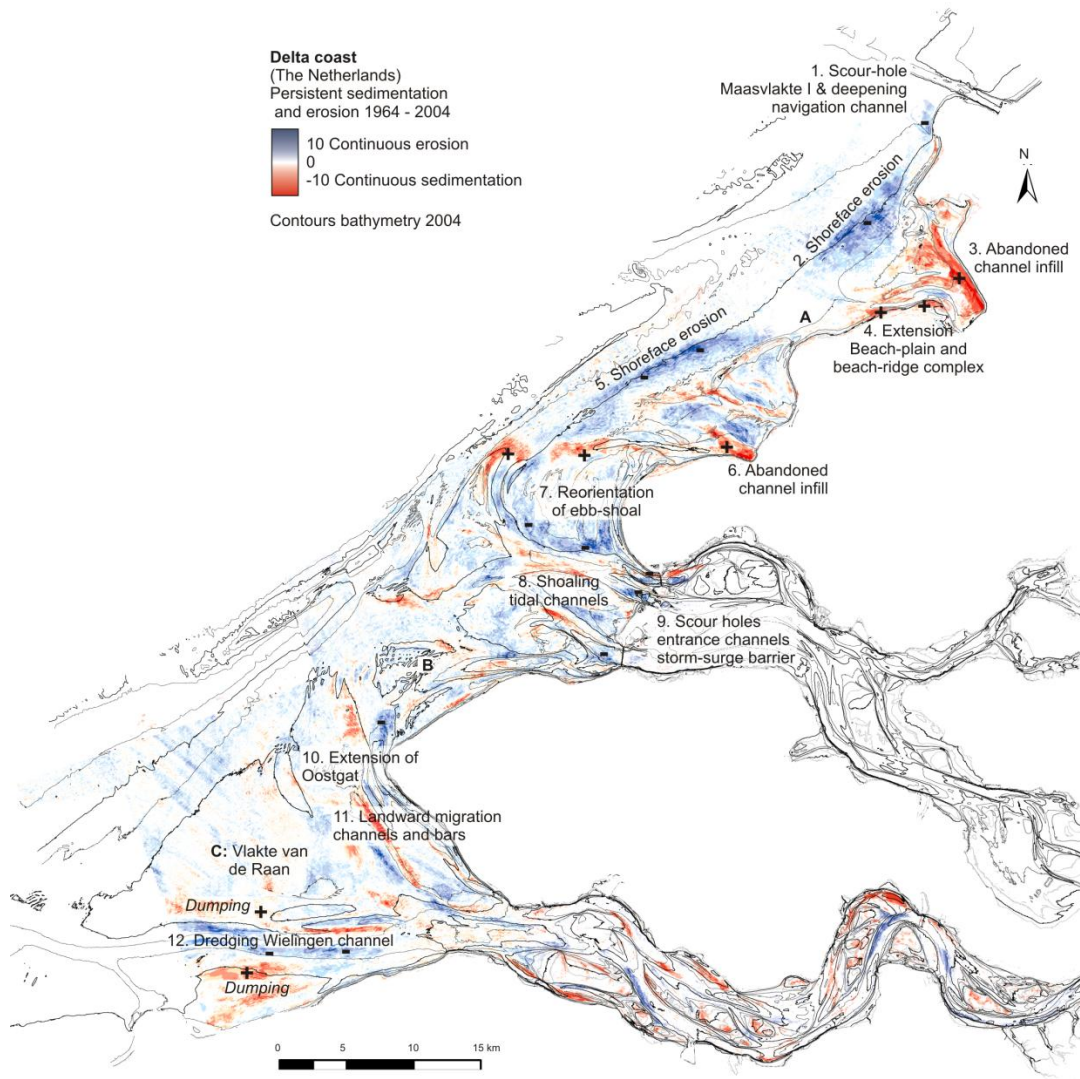 Delta coast
(The Netherlands)
Persistent sedimentation
and erosion 1964 - 2004
10 Continuous erosion
0
-10 Continuous sedimentation
Contours bathymetry 2004
1. Scour-hole
Maasvlakte I & deepening
navigation channel
N
2. Shoreface erosion
3. Abandoned
channel infill
A
4. Extension
Beach-plain and
beach-ridge complex
5. Shoreface erosion
6. Abandoned
channel infill
7. Reorientation
of ebb-shoal
8. Shoaling
tidal channels
9. Scour holes
entrance channels
storm-surge barrier
B
10. Extension of
Oostgat
11. Landward migration
channels and bars
C: Vlakte van
de Raan
Dumping
12. Dredging Wielingen channel
Dumping
0 5 10 15 km